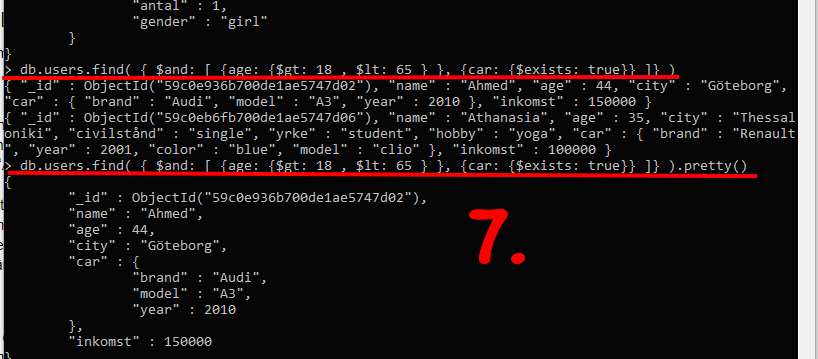 "antal" : 1,
"gender" : "girl"
}
}
> db.users.find( { $and: [ {age: {$gt: 18 , $lt: 65 } }, {car: {$exists: true}} ]} )
{ "_id" : ObjectId("59c0e936b700de1ae5747d02"), "name" : "Ahmed", "age" : 44, "city" : "Göteborg",
"car" : { "brand" : "Audi", "model" : "A3", "year" : 2010 }, "inkomst" : 150000 }
{ "_id" : ObjectId("59c0eb6fb700de1ae5747d06"), "name" : "Athanasia", "age" : 35, "city" : "Thessal
oniki", "civilstånd" : "single", "yrke" : "student", "hobby" : "yoga", "car" : { "brand" : "Renault
", "year" : 2001, "color" : "blue", "model" : "clio" }, "inkomst" : 100000 }
> db.users.find( { $and: [ {age: {$gt: 18 , $lt: 65 } }, {car: {$exists: true}} ]} ).pretty()
{
"_id" : ObjectId("59c0e936b700de1ae5747d02"),
"name" : "Ahmed",
"age" : 44,
"city" : "Göteborg",
"car" : {
"brand" : "Audi",
"model" : "A3",
"year" : 2010
},
"inkomst" : 150000
}
7.